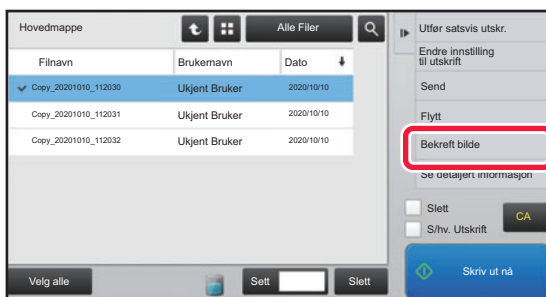 Hovedmappe
Alle Filer
Filnavn
Brukernavn
Dato
Copy_20201010_112030
Ukjent Bruker
2020/10/10
Copy_20201010_112031
Ukjent Bruker
2020/10/10
Copy_20201010_112032
Ukjent Bruker
2020/10/10
Velg alle
Sett
Slett
Utfør satsvis utskr.
Endre innstilling
til utskrift
Send
Flytt
Bekreft bilde
Se detaljert informasjon
Slett
S/hv. Utskrift
CA
Skriv ut nå